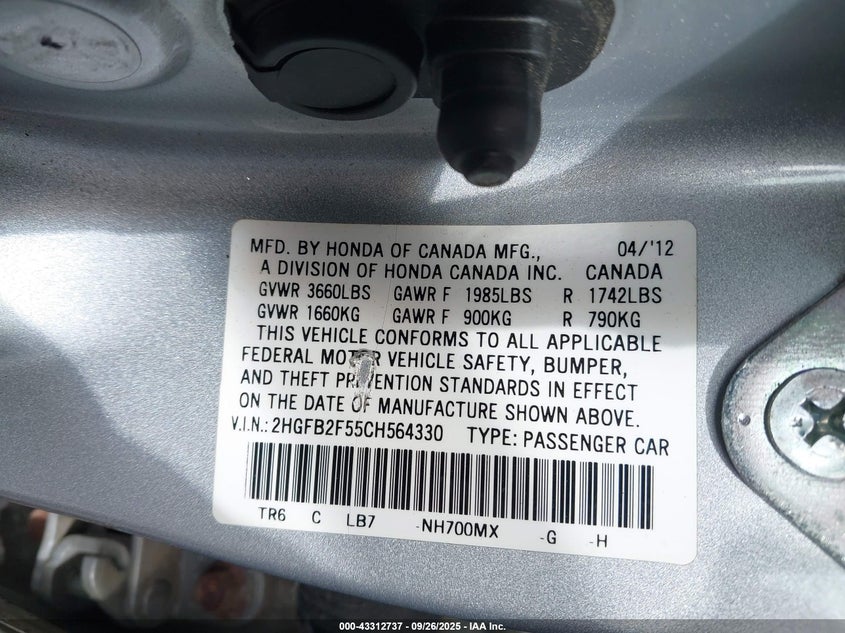 MFD. BY HONDA OF CANADA MFG., 04/'12
A DIVISION OF HONDA CANADA INC. CANADA
GVWR 3660LBS GAWR F 1985LBS R 1742LBS
GVWR 1660KG GAWR F 900KG R 790KG
THIS VEHICLE CONFORMS TO ALL APPLICABLE
FEDERAL MOTOR VEHICLE SAFETY, BUMPER,
AND THEFT PREVENTION STANDARDS IN EFFECT
ON THE DATE OF MANUFACTURE SHOWN ABOVE.
V.I.N.: 2HGFB2F55CH564330 TYPE: PASSENGER CAR
TR6 C LB7 -NH700MX -G -H
000-43312737 - 09/26/2025 - IAA Inc.